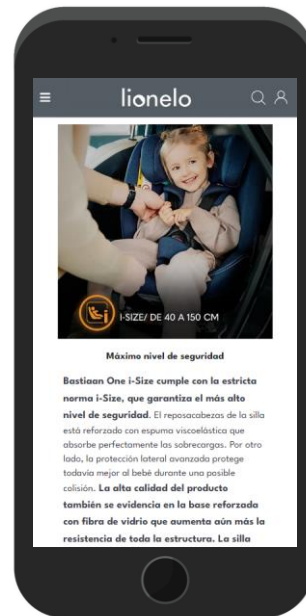 lionelo
I-SIZE/ DE 40 A 150 CM
Máximo nivel de seguridad
Bastiaan One i-Size cumple con la estricta
norma i-Size, que garantiza el más alto
nivel de seguridad. El reposacabezas de la silla
está reforzado con espuma viscoelástica que
absorbe perfectamente las sobrecargas. Por otro
lado, la protección lateral avanzada protege
todavía mejor al bebé durante una posible
colisión. La alta calidad del producto
también se evidencia en la base reforzada
con fibra de vidrio que aumenta aún más la
resistencia de toda la estructura. La silla